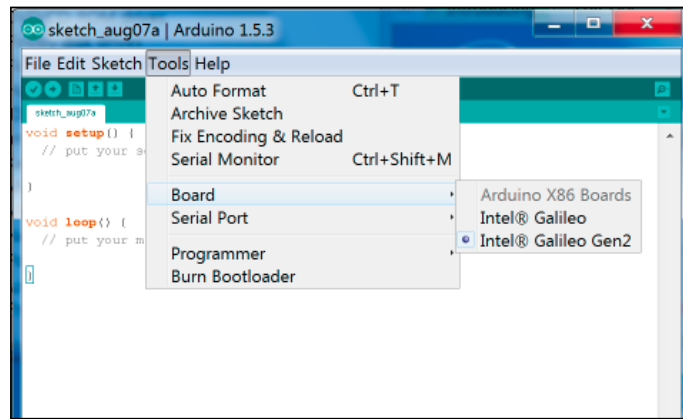 sketch_aug07a | Arduino 1.5.3
File Edit Sketch Tools Help
sketch_aug07a
void setup() {
// put your se
}
void loop() {
// put your m
}
Auto Format Ctrl+T
Archive Sketch
Fix Encoding & Reload
Serial Monitor Ctrl+Shift+M
Board
Serial Port
Programmer
Burn Bootloader
Arduino X86 Boards
Intel® Galileo
Intel® Galileo Gen2